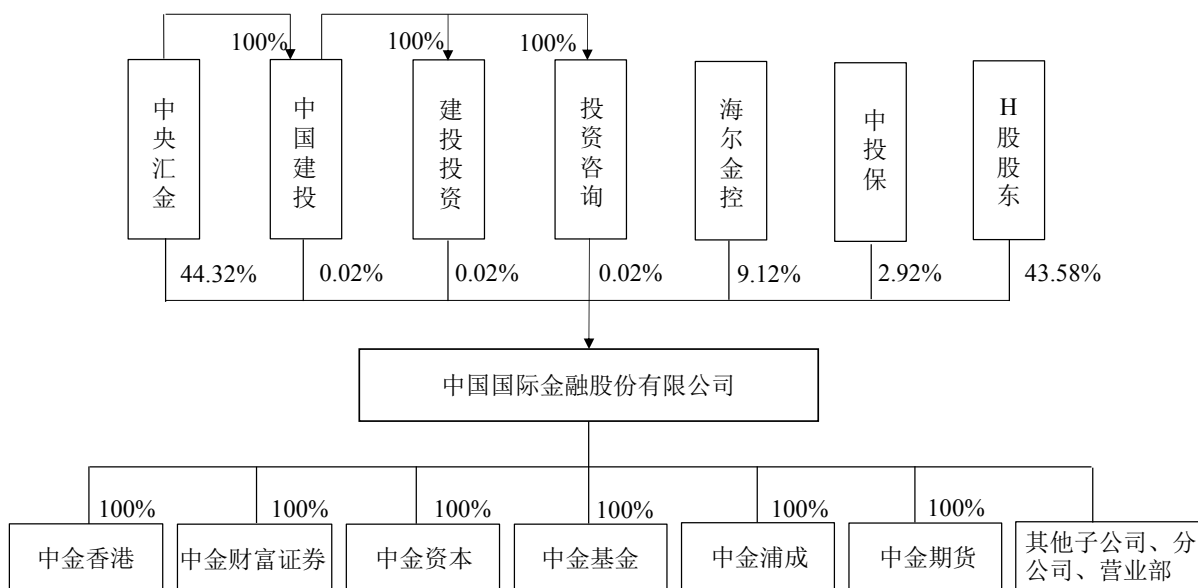 100%
100%
100%
中央汇金
中国建投
建投投资
投资咨询
海尔金控
中投保
H股股东
44.32%
0.02%
0.02%
0.02%
9.12%
2.92%
43.58%
中国国际金融股份有限公司
100%
100%
100%
100%
100%
100%
中金香港
中金财富证券
中金资本
中金基金
中金浦成
中金期货
其他子公司、分
公司、营业部